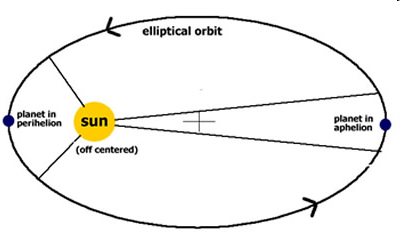 elliptical orbit
planet in
perihelion
sun
(off centered)
planet in
aphelion